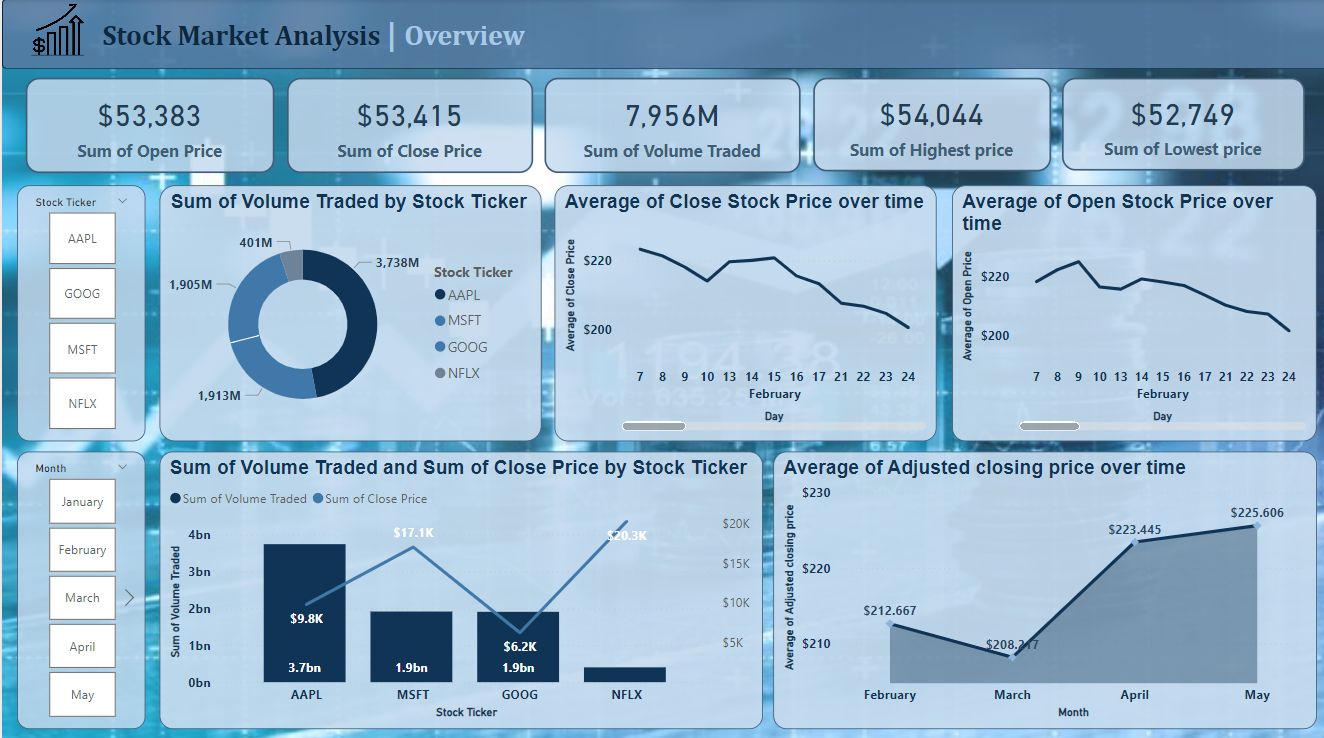 Stock Market Analysis | Overview
$53,383
Sum of Open Price
$53,415
Sum of Close Price
7,956M
Sum of Volume Traded
$54,044
Sum of Highest price
$52,749
Sum of Lowest price
Stock Ticker
AAPL
GOOG
MSFT
NFLX
Sum of Volume Traded by Stock Ticker
401M
3,738M
1,905M
1,913M
Stock Ticker
AAPL
MSFT
GOOG
NFLX
Average of Close Stock Price over time
Average of Close Price
$220
$200
7 8 9 10 13 14 15 16 17 21 22 23 24
February
Day
Average of Open Stock Price over
time
Average of Open Price
$220
$200
7 8 9 10 13 14 15 16 17 21 22 23 24
February
Day
Month
January
February
March
April
May
Sum of Volume Traded and Sum of Close Price by Stock Ticker
Sum of Volume Traded Sum of Close Price
Sum of Volume Traded
4bn
3bn
2bn
1bn
0bn
$20K
$15K
$10K
$5K
$9.8K
$17.1K
$6.2K
$20.3K
3.7bn
1.9bn
1.9bn
AAPL MSFT GOOG NFLX
Stock Ticker
Average of Adjusted closing price over time
Average of Adjusted closing price
$230
$220
$210
$212.667
$208.217
$223.445
$225.606
February March April May
Month